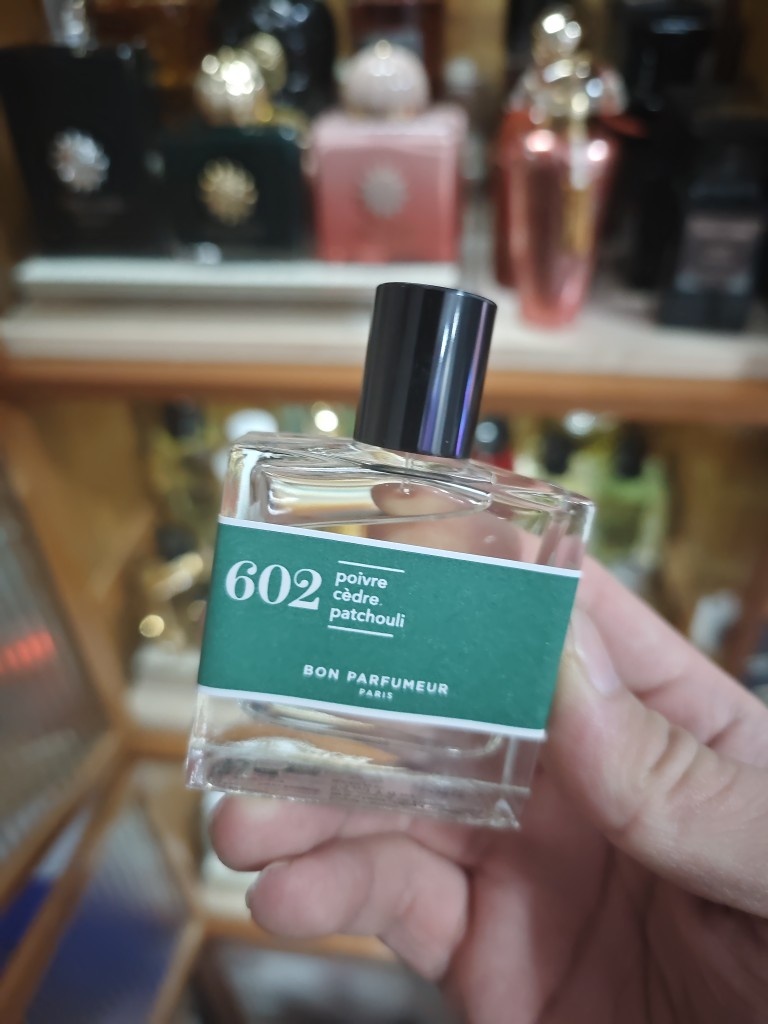 602
poivre
cèdre
patchouli
BON PARFUMEUR
PARIS